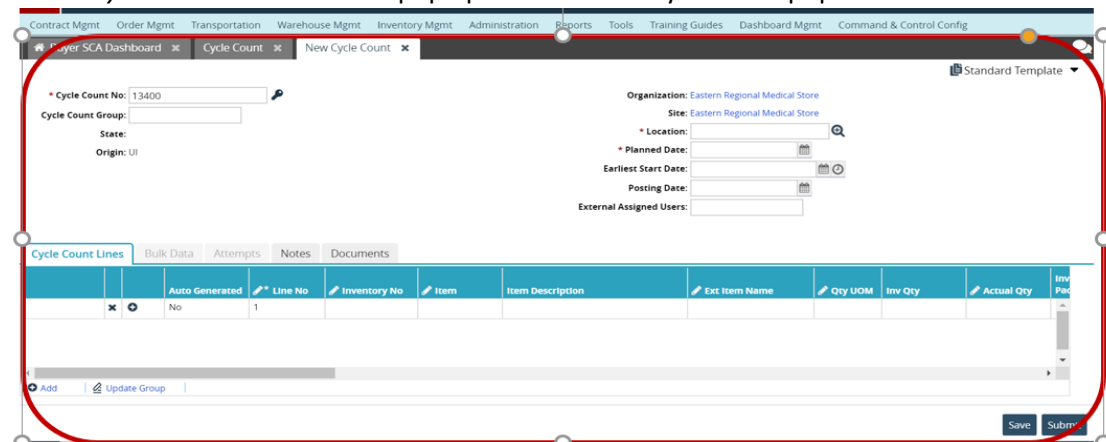 Contract Mgmt Order Mgmt Transportation Warehouse Mgmt Inventory Mgmt Administration Reports Tools Training Guides Dashboard Mgmt Command & Control Config
Buyer SCA Dashboard Cycle Count New Cycle Count
Standard Template
* Cycle Count No: 13400
Organization: Eastern Regional Medical Store
Cycle Count Group:
Site: Eastern Regional Medical Store
State:
* Location:
Origin: UI
* Planned Date:
Earliest Start Date:
Posting Date:
External Assigned Users:
Cycle Count Lines Bulk Data Attempts Notes Documents
Auto Generated * Line No Inventory No Item Item Description Ext Item Name Qty UOM Inv Qty Actual Qty Inv
No 1
Add Update Group
Save